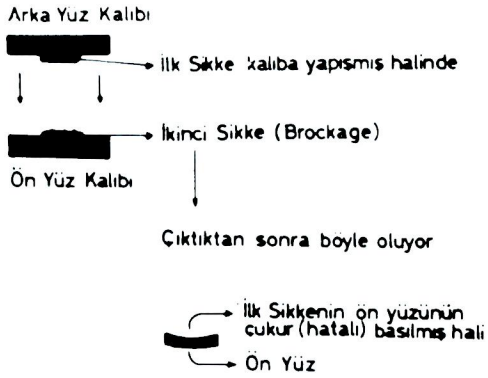 Arka Yüz Kalıbı
İlk Sikke kalıba yapışmış halinde
İkinci Sikke (Brockage)
Ön Yüz Kalıbı
Çıktıktan sonra böyle oluyor
İlk Sikkenin ön yüzünün
çukur (hatalı) basılmış hali
Ön Yüz